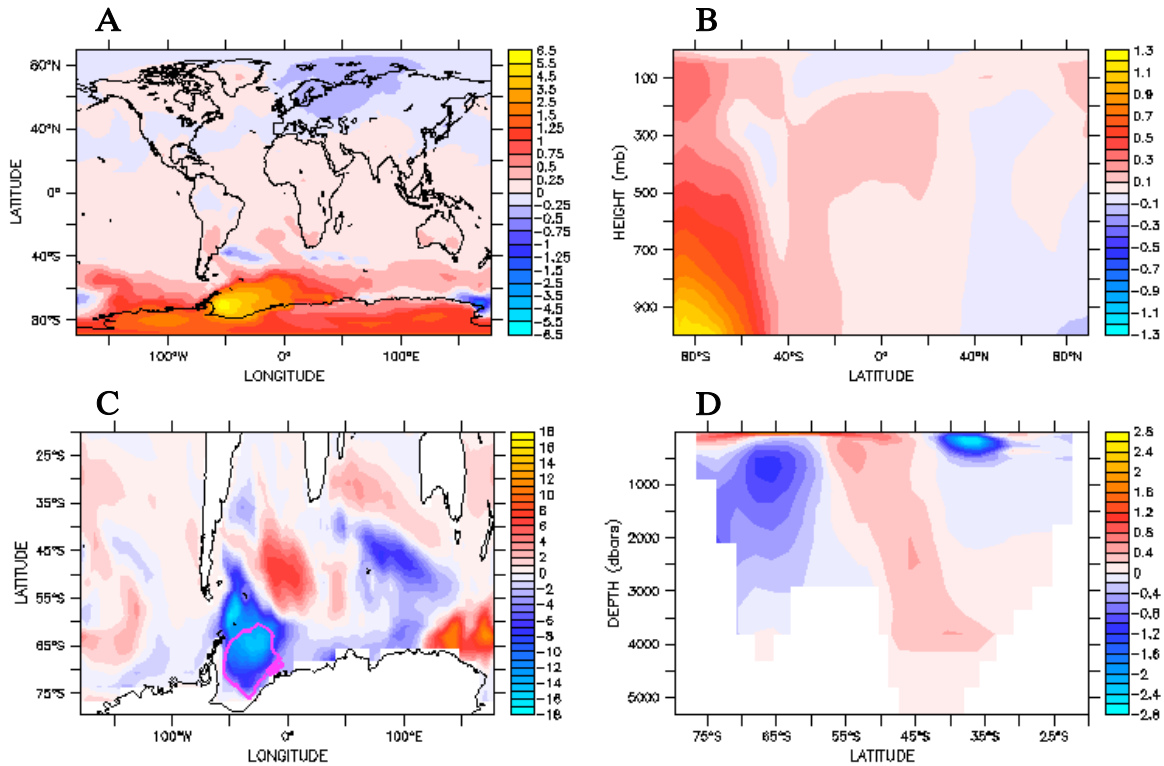 A
80°N
40°N
0°
40°S
80°S
LATITUDE
100°W
0°
100°E
LONGITUDE
6.5
5.5
4.5
3.5
2.5
1.5
1.25
1
0.75
0.5
0.25
0
-0.25
-0.5
-0.75
-1
-1.25
-1.5
-2.5
-3.5
-4.5
-5.5
-6.5
B
100
300
500
700
900
HEIGHT (mb)
80°S
40°S
0°
40°N
80°N
LATITUDE
1.3
1.1
0.9
0.7
0.5
0.3
0.1
-0.1
-0.3
-0.5
-0.7
-0.9
-1.1
-1.3
C
25°S
35°S
45°S
55°S
65°S
75°S
LATITUDE
100°W
0°
100°E
LONGITUDE
18
16
14
12
10
8
6
4
2
0
-2
-4
-6
-8
-10
-12
-14
-16
-18
D
1000
2000
3000
4000
5000
DEPTH (dbars)
75°S
65°S
55°S
45°S
35°S
25°S
LATITUDE
2.8
2.4
2
1.6
1.2
0.8
0.4
0
-0.4
-0.8
-1.2
-1.6
-2
-2.4
-2.8